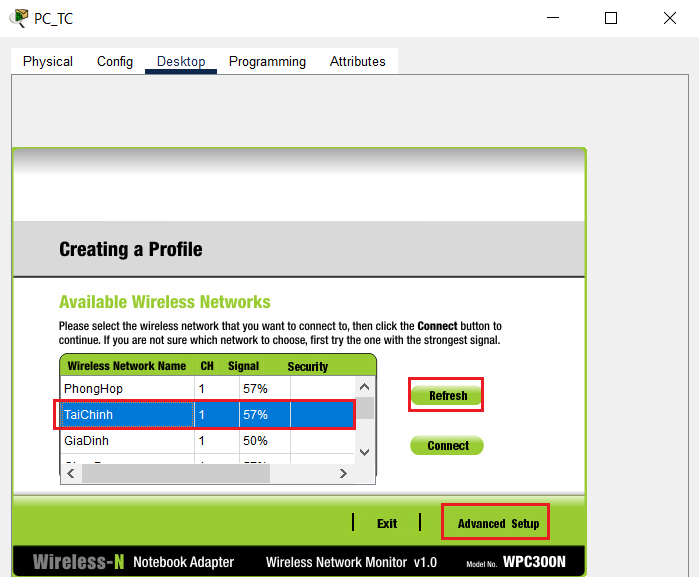 PC_TC
Physical Config Desktop Programming Attributes
Creating a Profile
Available Wireless Networks
Please select the wireless network that you want to connect to, then click the Connect button to
continue. If you are not sure which network to choose, first try the one with the strongest signal.
Wireless Network Name CH Signal Security
PhongHop 1 57%
Refresh
TaiChinh 1 57%
GiaDinh 1 50%
Connect
Exit Advanced Setup
Wireless-N Notebook Adapter Wireless Network Monitor v1.0 Model No. WPC300N